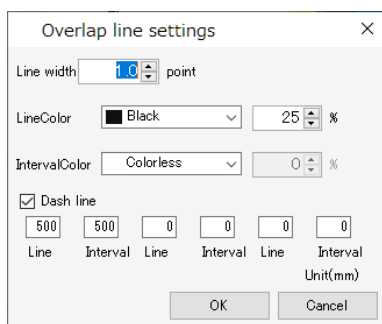 Overlap line settings
Line width 1.0 point
LineColor Black 25 %
IntervalColor Colorless 0 %
Dash line
500 500 0 0 0 0
Line Interval Line Interval Line Interval
Unit(mm)
OK Cancel